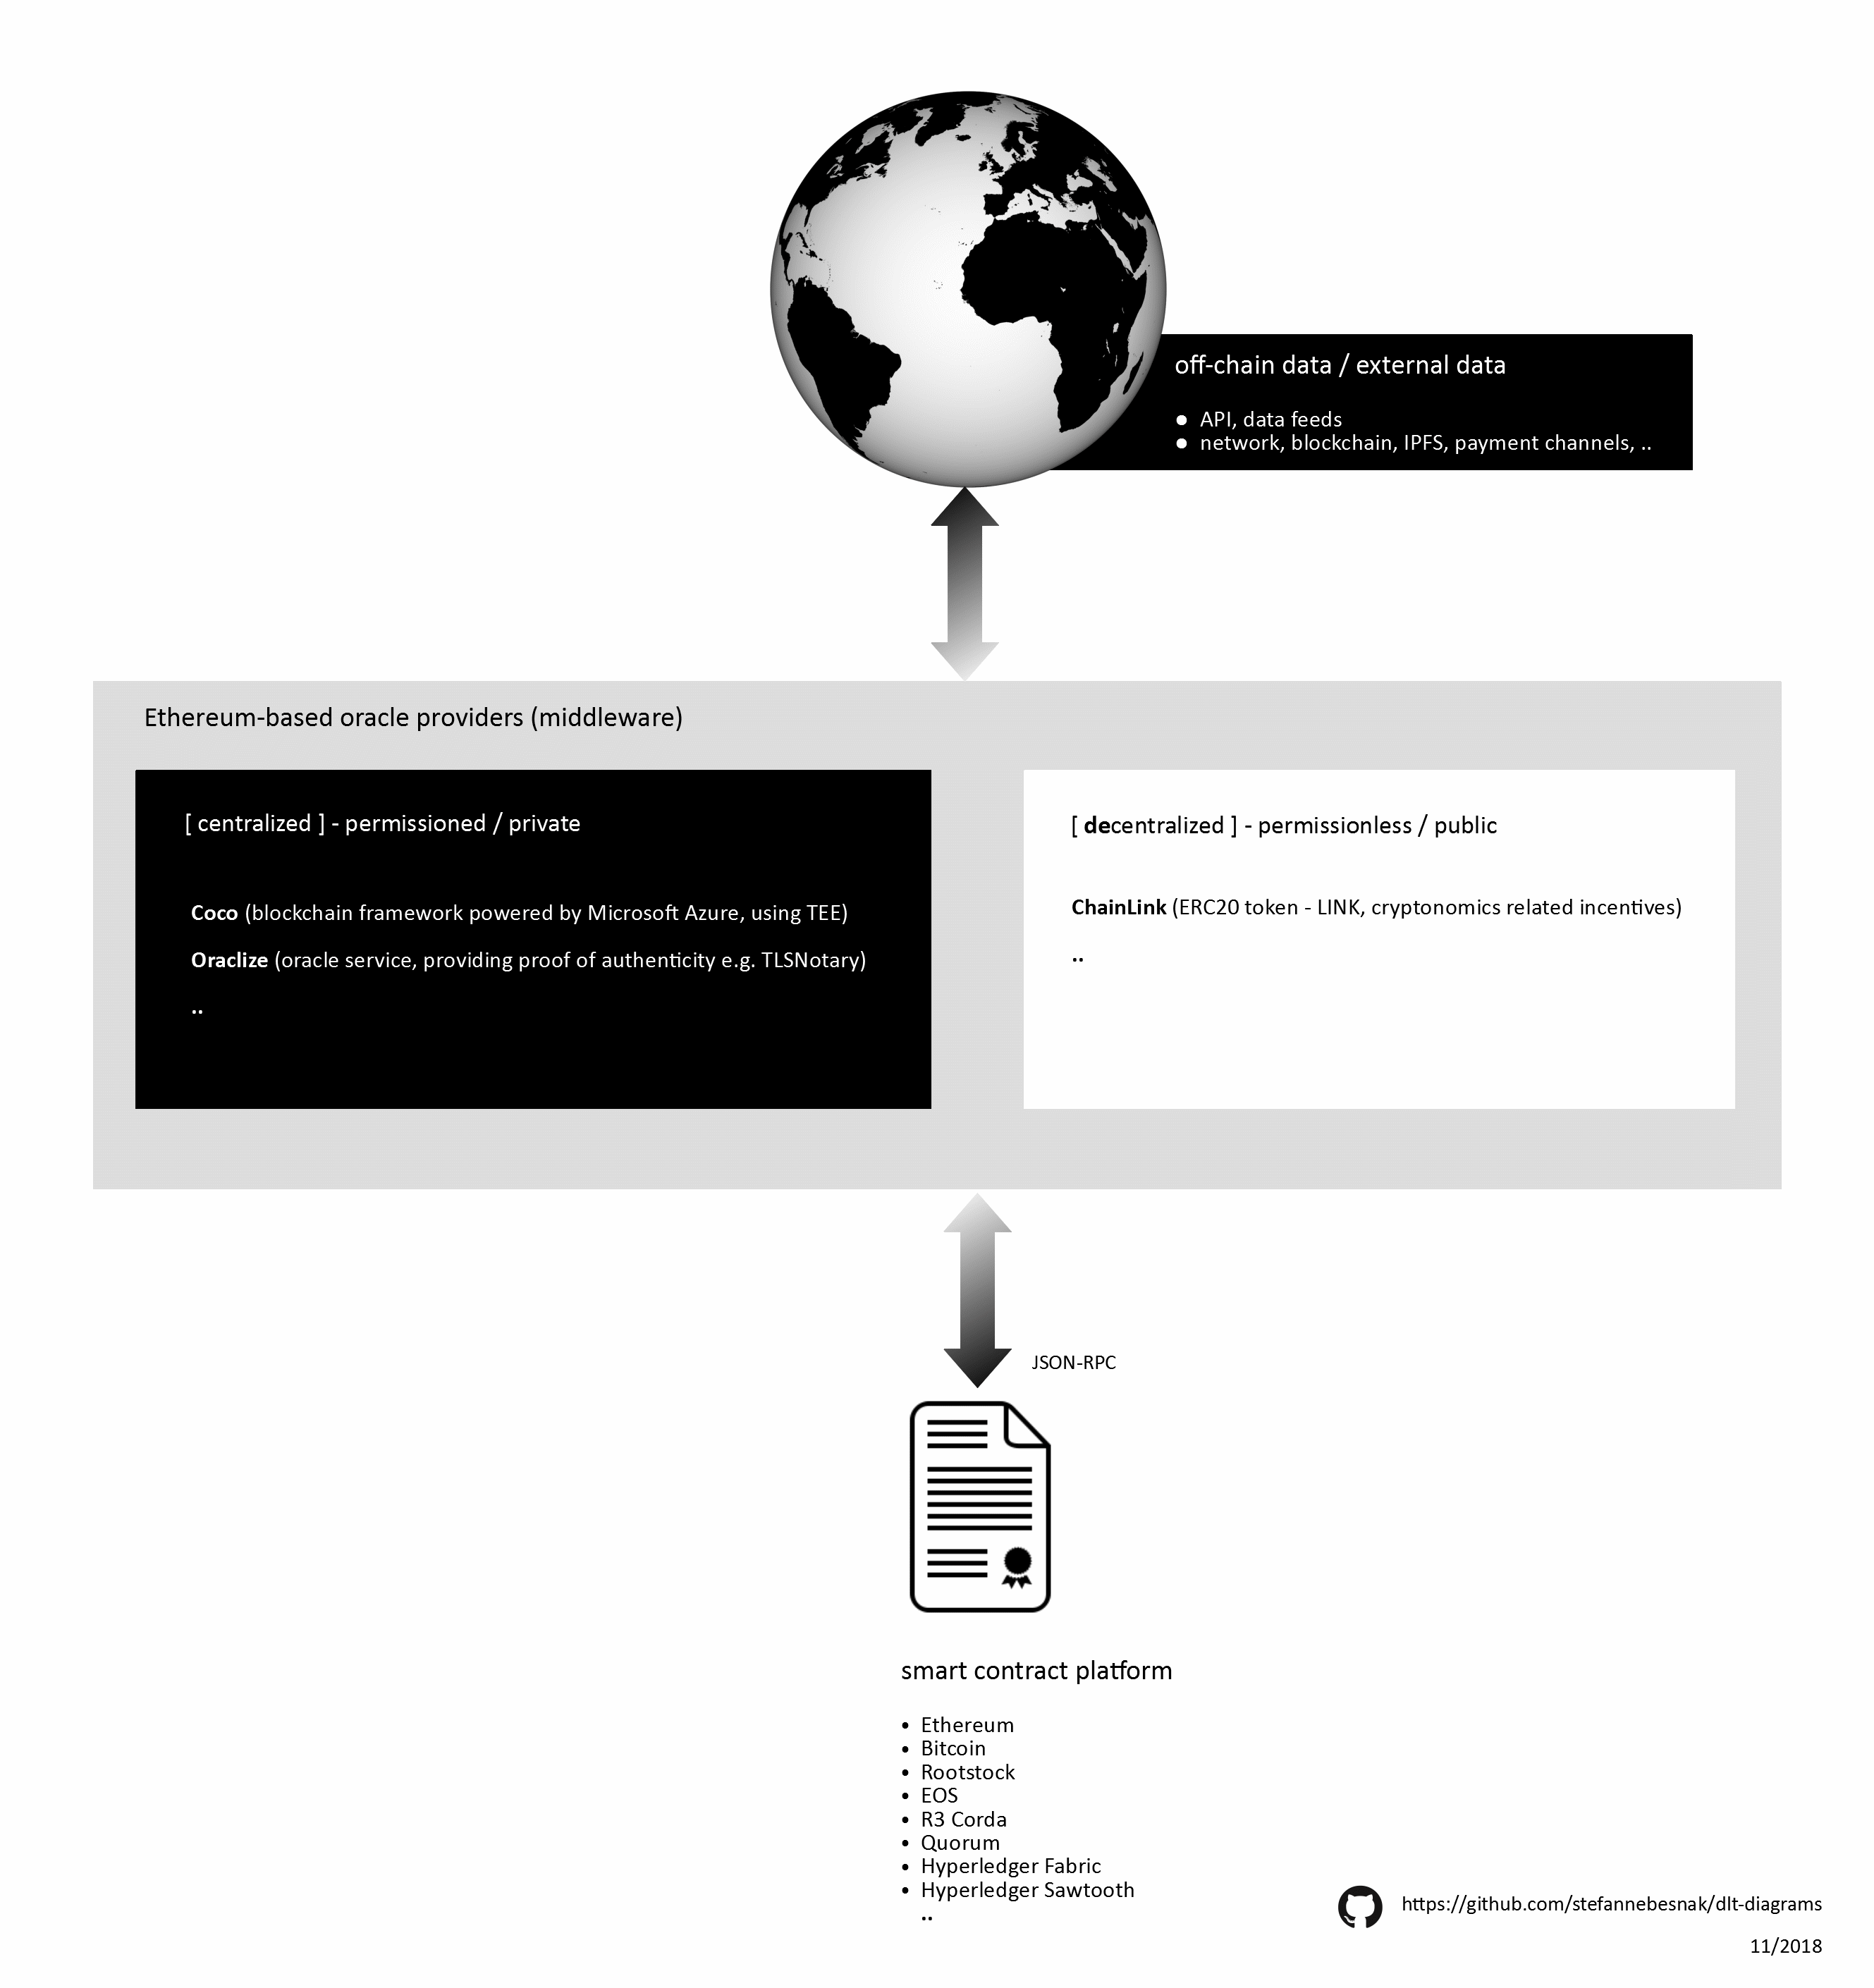 off-chain data / external data
● API, data feeds
● network, blockchain, IPFS, payment channels, ..
Ethereum-based oracle providers (middleware)
[ centralized ] - permissioned / private
Coco (blockchain framework powered by Microsoft Azure, using TEE)
Oraclize (oracle service, providing proof of authenticity e.g. TLSNotary)
..
[ decentralized ] - permissionless / public
ChainLink (ERC20 token - LINK, cryptonomics related incentives)
..
JSON-RPC
smart contract platform
• Ethereum
• Bitcoin
• Rootstock
• EOS
• R3 Corda
• Quorum
• Hyperledger Fabric
• Hyperledger Sawtooth
..
https://github.com/stefannebesnak/dlt-diagrams
11/2018